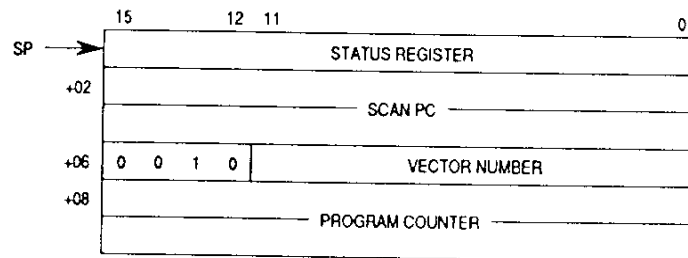 15 12 11 0
SP STATUS REGISTER
+02
SCAN PC
+06 0 0 1 0 VECTOR NUMBER
+08
PROGRAM COUNTER